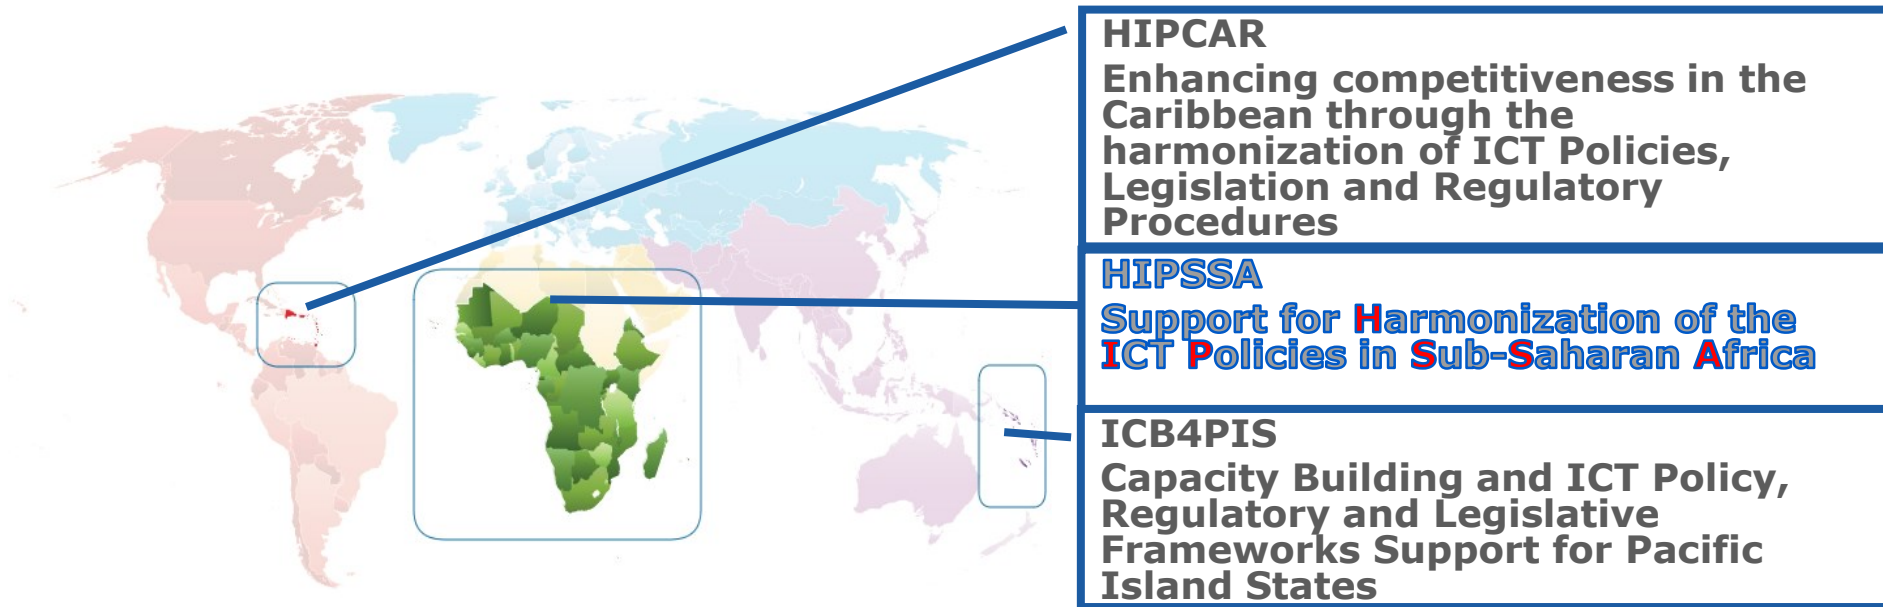 HIPCAR
Enhancing competitiveness in the
Caribbean through the
harmonization of ICT Policies,
Legislation and Regulatory
Procedures
HIPSSA
Support for Harmonization of the
ICT Policies in Sub-Saharan Africa
ICB4PIS
Capacity Building and ICT Policy,
Regulatory and Legislative
Frameworks Support for Pacific
Island States